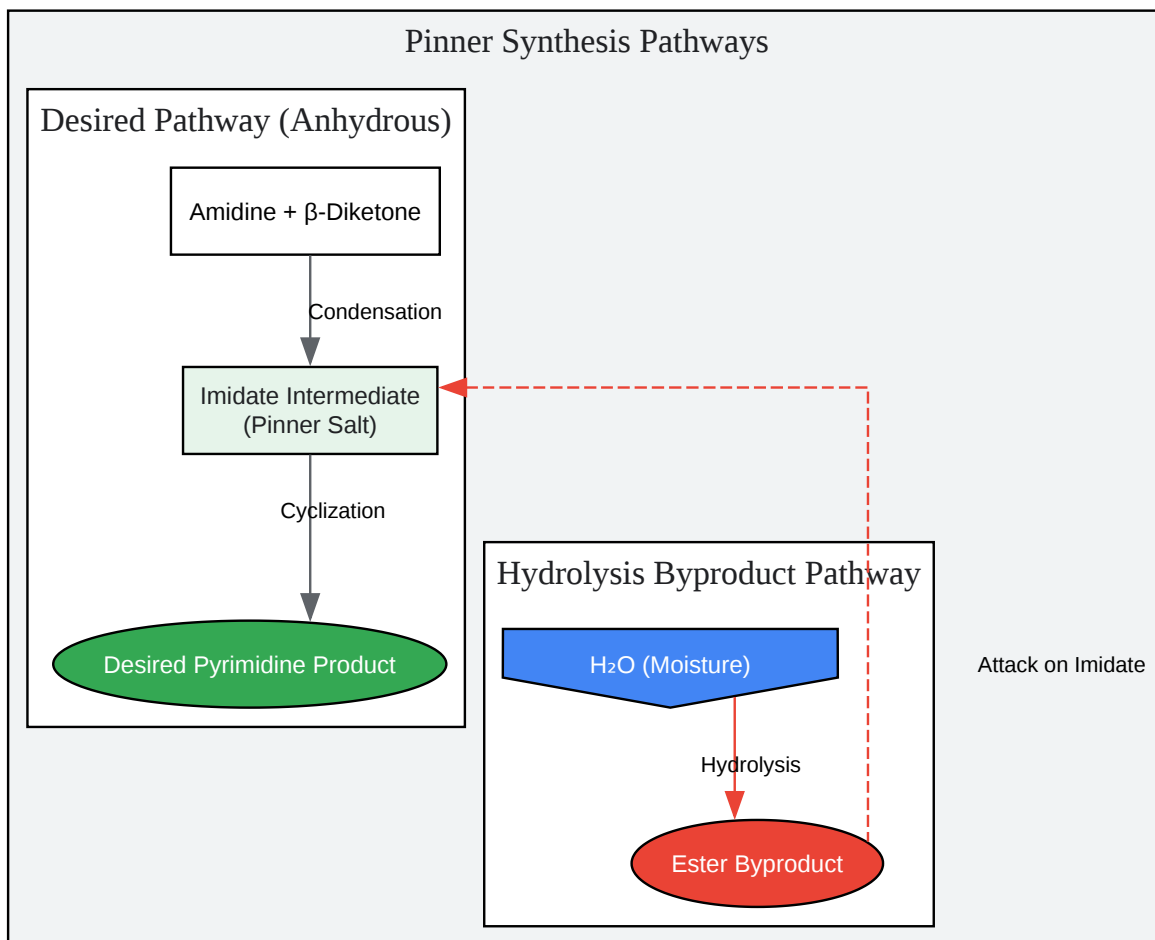 Pinner Synthesis Pathways
Desired Pathway (Anhydrous)
Amidine + β-Diketone
Condensation
Imidate Intermediate
(Pinner Salt)
Cyclization
Desired Pyrimidine Product
Hydrolysis Byproduct Pathway
H₂O (Moisture)
Attack on Imidate
Hydrolysis
Ester Byproduct